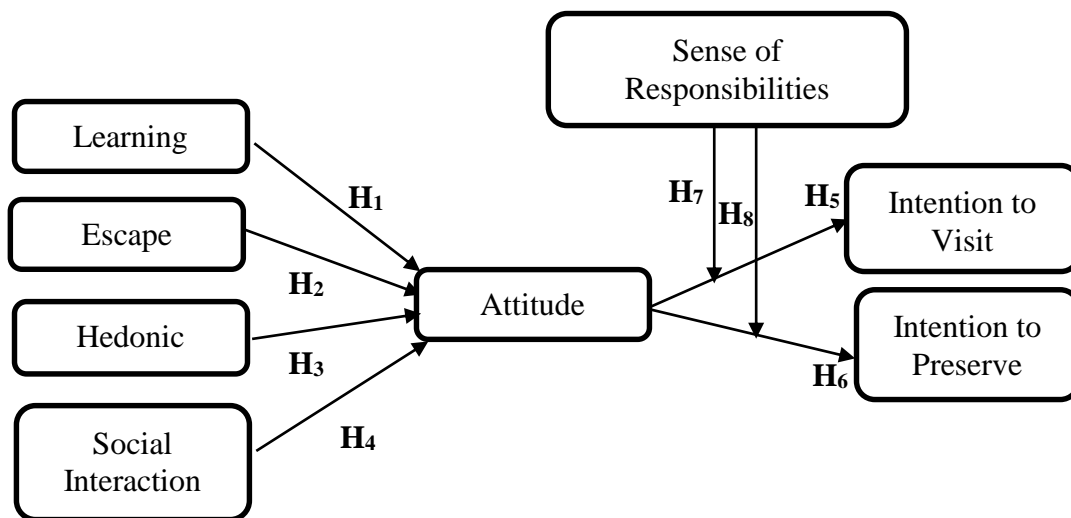 Sense of
Responsibilities
Learning
H₁
Escape
H₂
Hedonic
H₃
Social
Interaction
H₄
Attitude
H₇
H₈
H₅
Intention to
Visit
Intention to
Preserve
H₆